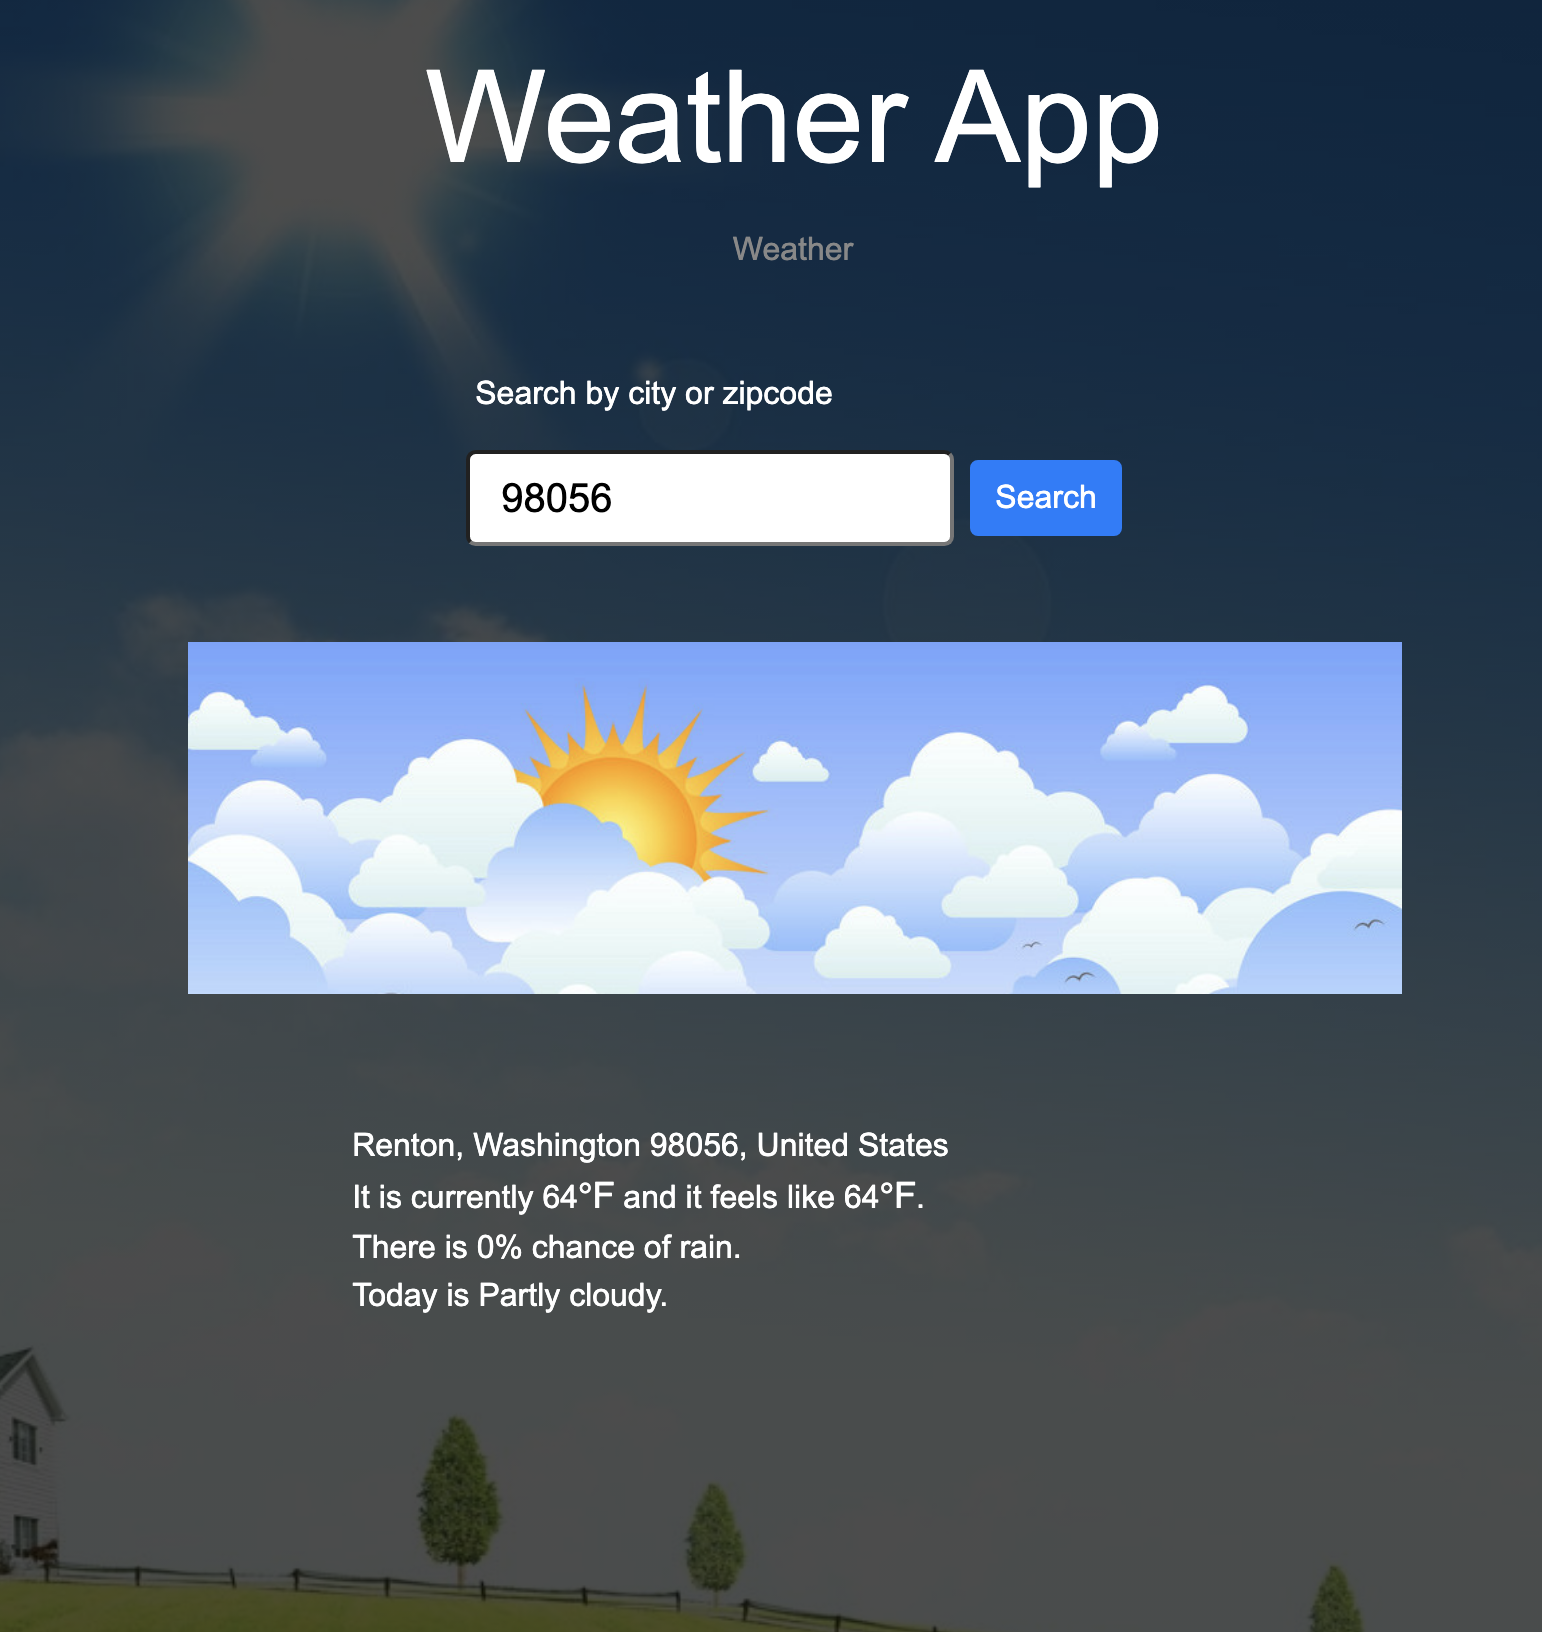 Weather App
Weather
Search by city or zipcode
98056
Search
Renton, Washington 98056, United States
It is currently 64°F and it feels like 64°F.
There is 0% chance of rain.
Today is Partly cloudy.